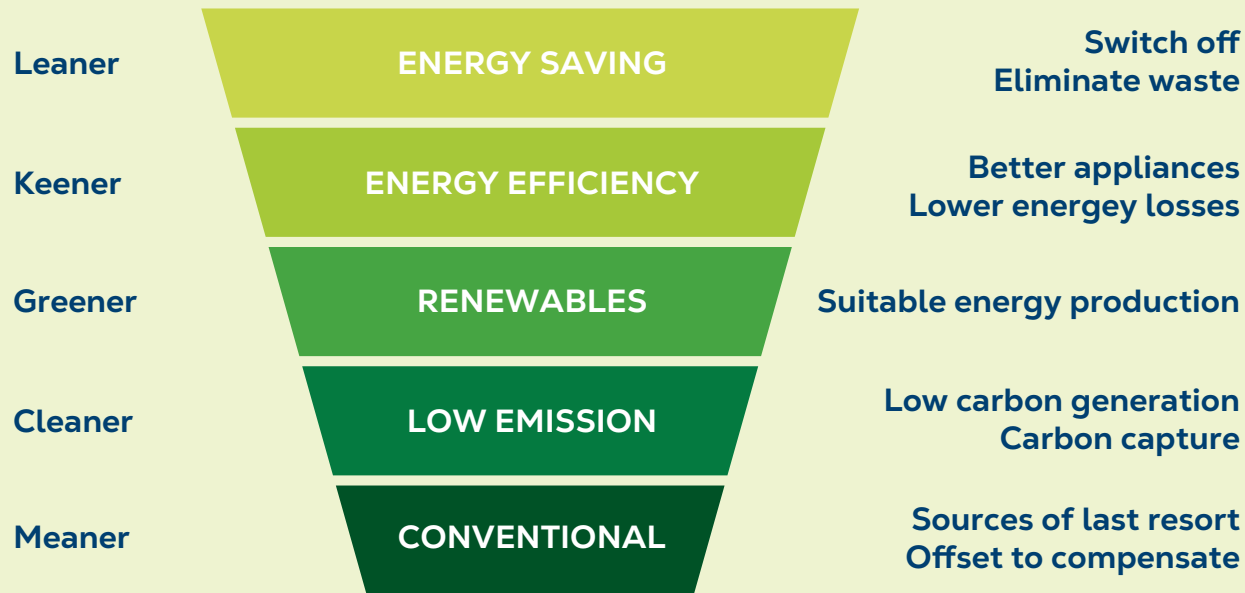 Leaner
ENERGY SAVING
Switch off
Eliminate waste
Keener
ENERGY EFFICIENCY
Better appliances
Lower energey losses
Greener
RENEWABLES
Suitable energy production
Cleaner
LOW EMISSION
Low carbon generation
Carbon capture
Meaner
CONVENTIONAL
Sources of last resort
Offset to compensate